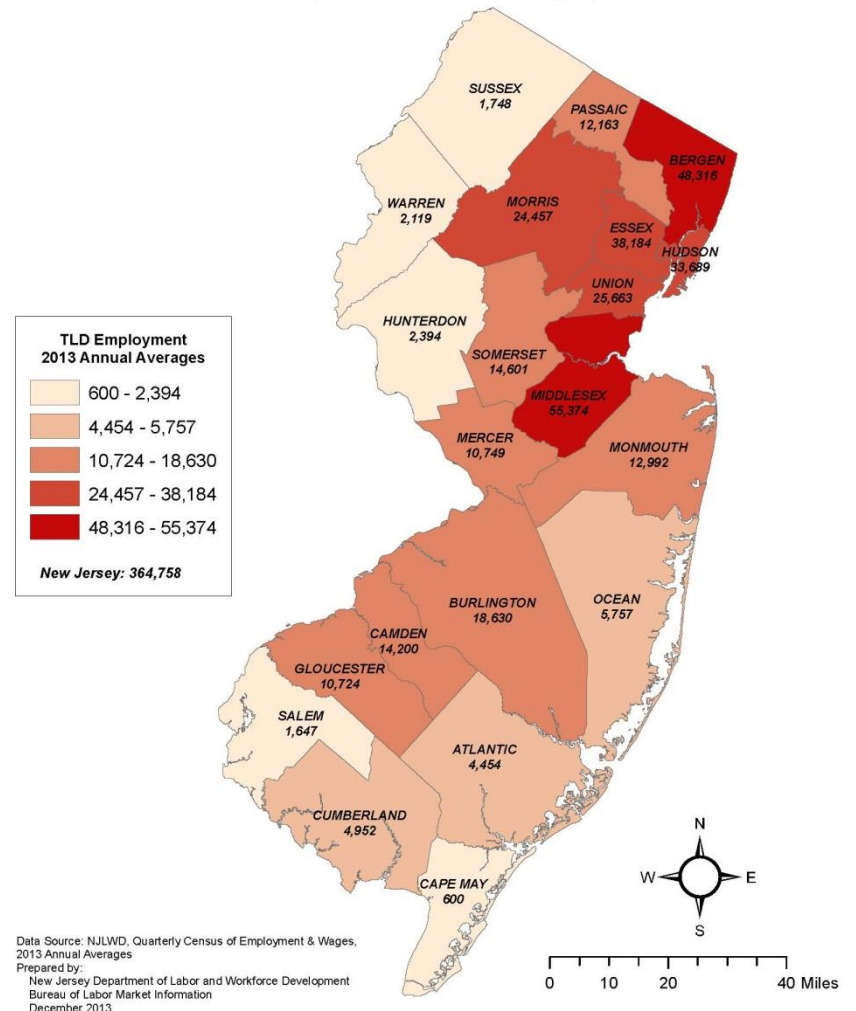 SUSSEX
1,748
PASSAIC
12,163
BERGEN
48,316
WARREN
2,119
MORRIS
24,457
ESSEX
38,184
HUDSON
33,689
UNION
25,663
HUNTERDON
2,394
SOMERSET
14,601
MIDDLESEX
55,374
MERCER
10,749
MONMOUTH
12,992
TLD Employment
2013 Annual Averages
600 - 2,394
4,454 - 5,757
10,724 - 18,630
24,457 - 38,184
48,316 - 55,374
New Jersey: 364,758
OCEAN
5,757
BURLINGTON
18,630
CAMDEN
14,200
GLOUCESTER
10,724
SALEM
1,647
ATLANTIC
4,454
CUMBERLAND
4,952
CAPE MAY
600
N
W E
S
Data Source: NJLWD, Quarterly Census of Employment & Wages,
2013 Annual Averages
Prepared by:
New Jersey Department of Labor and Workforce Development
Bureau of Labor Market Information
December 2013
0 10 20 40 Miles